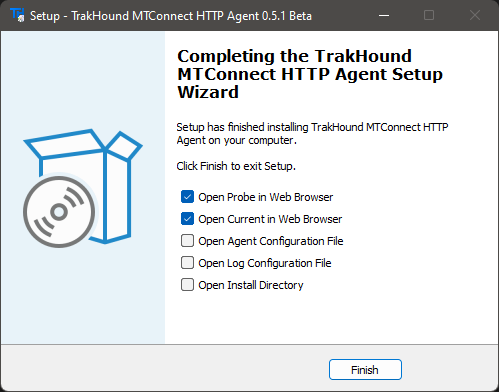 Setup - TrakHound MTConnect HTTP Agent 0.5.1 Beta
Completing the TrakHound
MTConnect HTTP Agent Setup
Wizard
Setup has finished installing TrakHound MTConnect HTTP
Agent on your computer.
Click Finish to exit Setup.
Open Probe in Web Browser
Open Current in Web Browser
Open Agent Configuration File
Open Log Configuration File
Open Install Directory
Finish